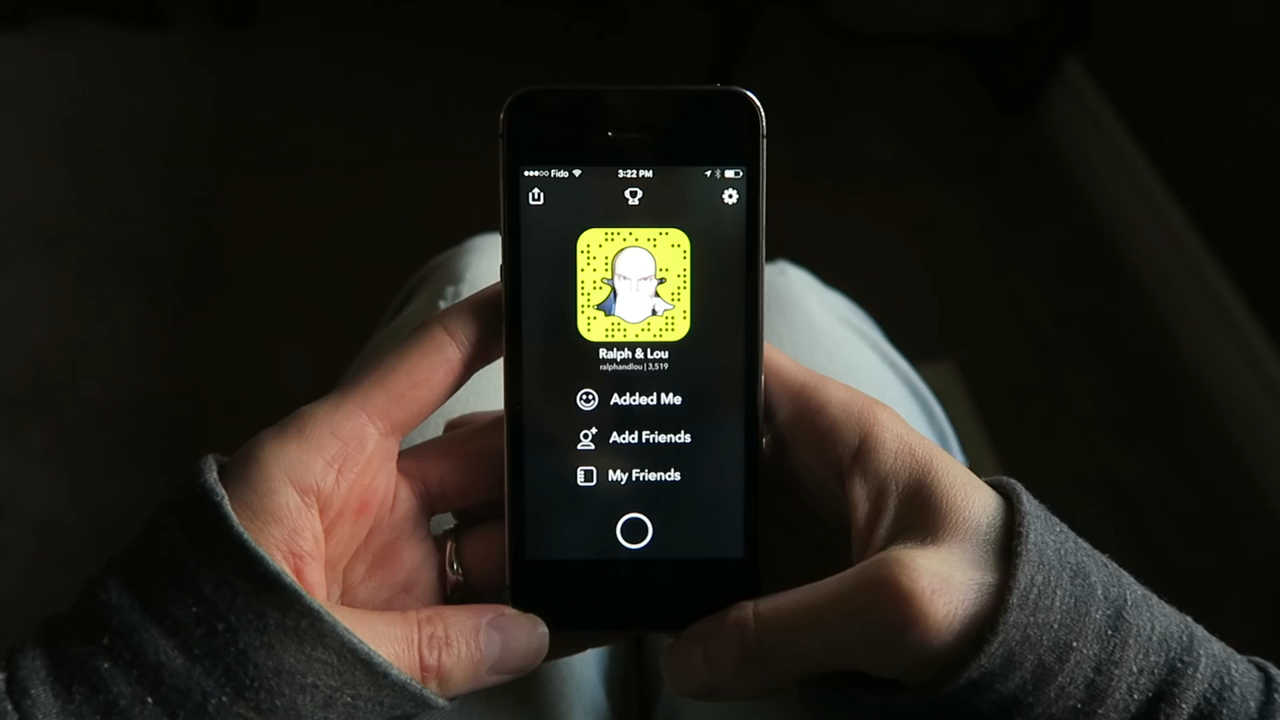 Fido 3:22 PM
Ralph & Lou
ralphandlou | 3,519
Added Me
Add Friends
My Friends